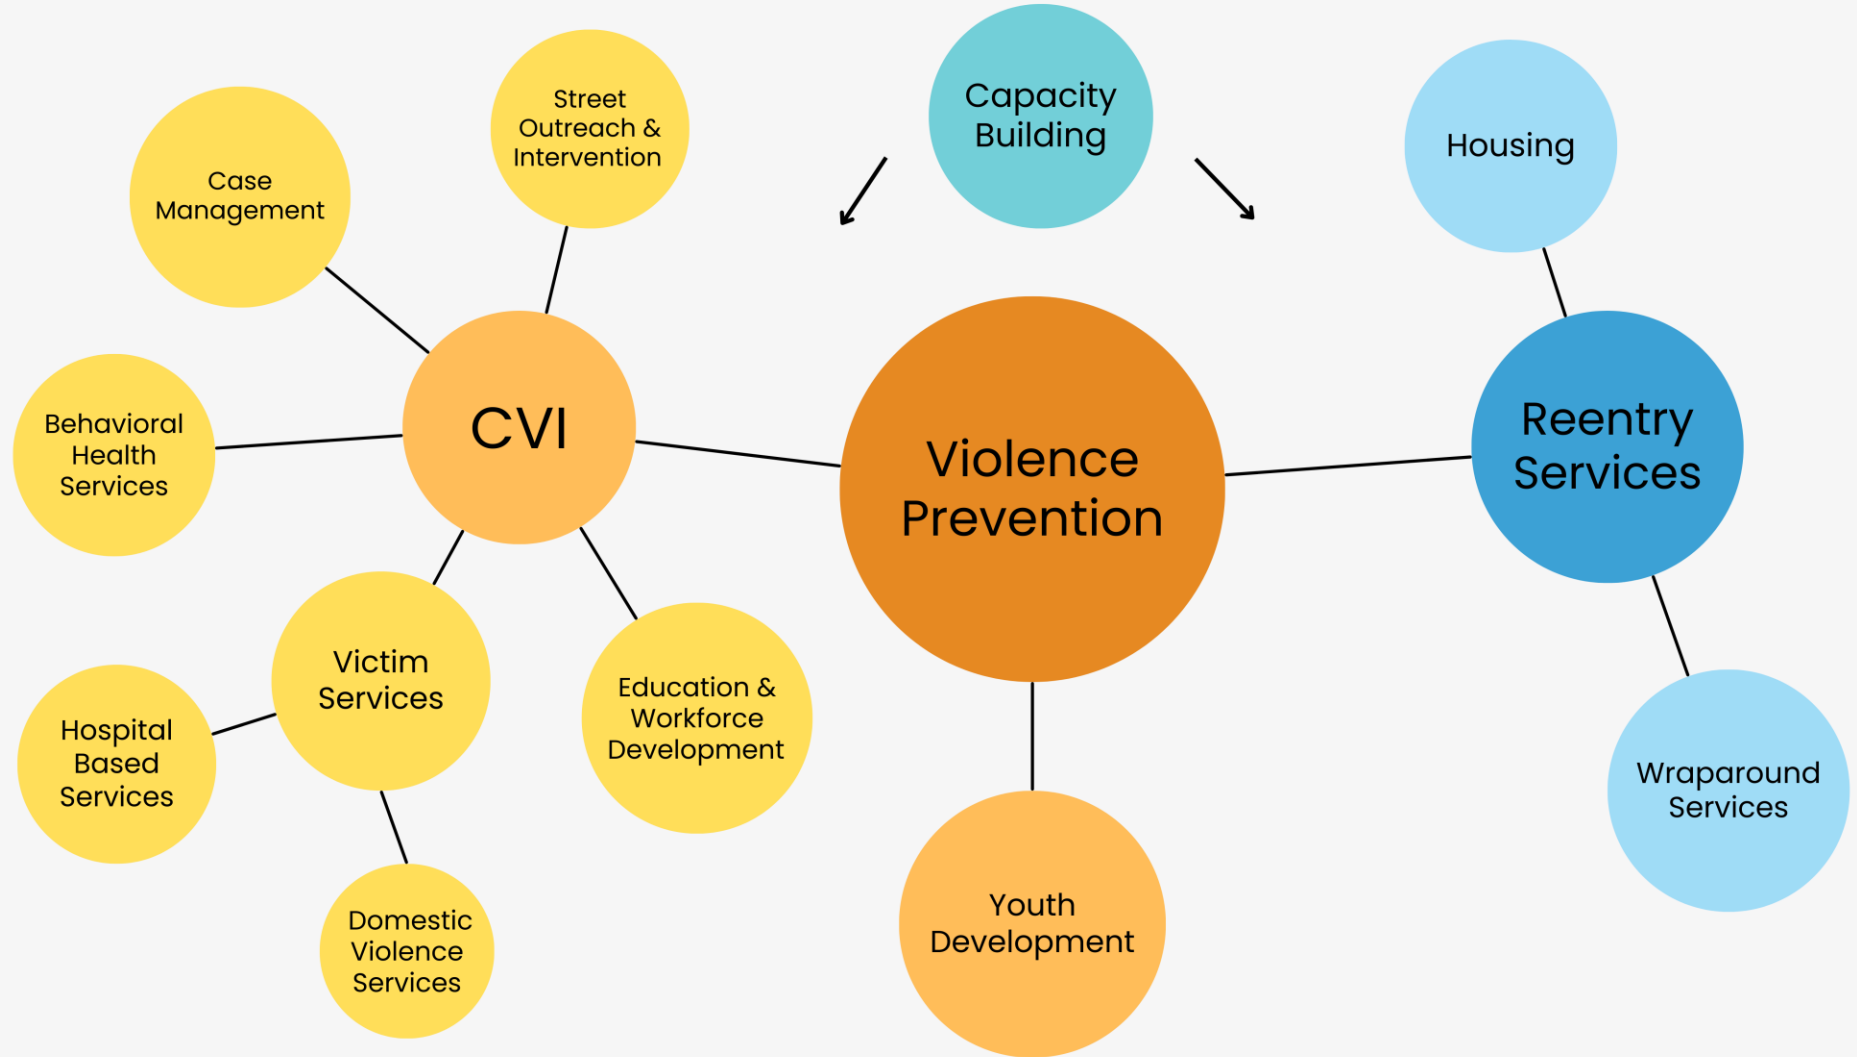 Street
Outreach &
Intervention
Capacity
Building
Housing
Case
Management
CVI
Behavioral
Health
Services
Violence
Prevention
Reentry
Services
Victim
Services
Education &
Workforce
Development
Hospital
Based
Services
Wraparound
Services
Domestic
Violence
Services
Youth
Development